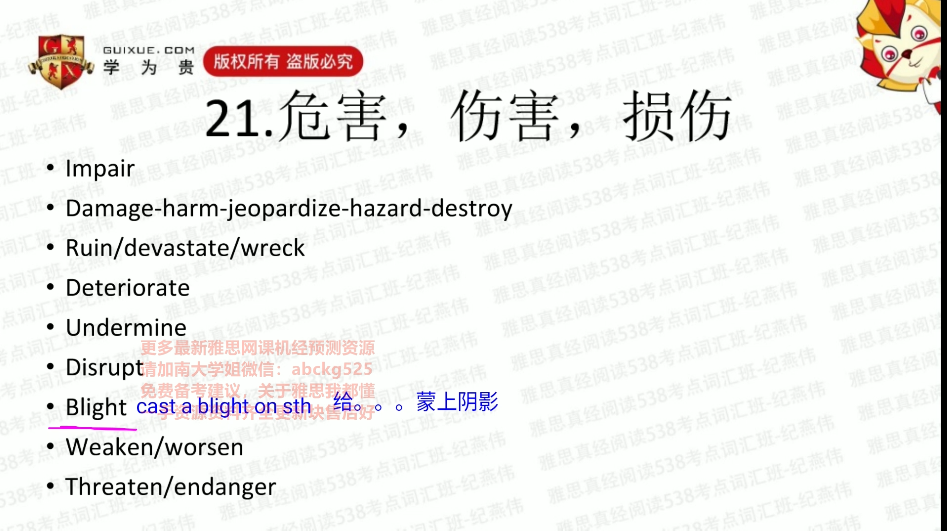 GUIXUE.COM
学为贵
版权所有 盗版必究
21.危害，伤害，损伤
• Impair
• Damage-harm-jeopardize-hazard-destroy
• Ruin/devastate/wreck
• Deteriorate
• Undermine
更多最新雅思网课机经预测资源
• Disrupt
请加南大学姐微信：abckg525
免费备考建议，关于雅思我都懂
• Blight cast a blight on sth 给。。。蒙上阴影
• Weaken/worsen
• Threaten/endanger
雅思真经阅读538考点词汇班-纪燕伟